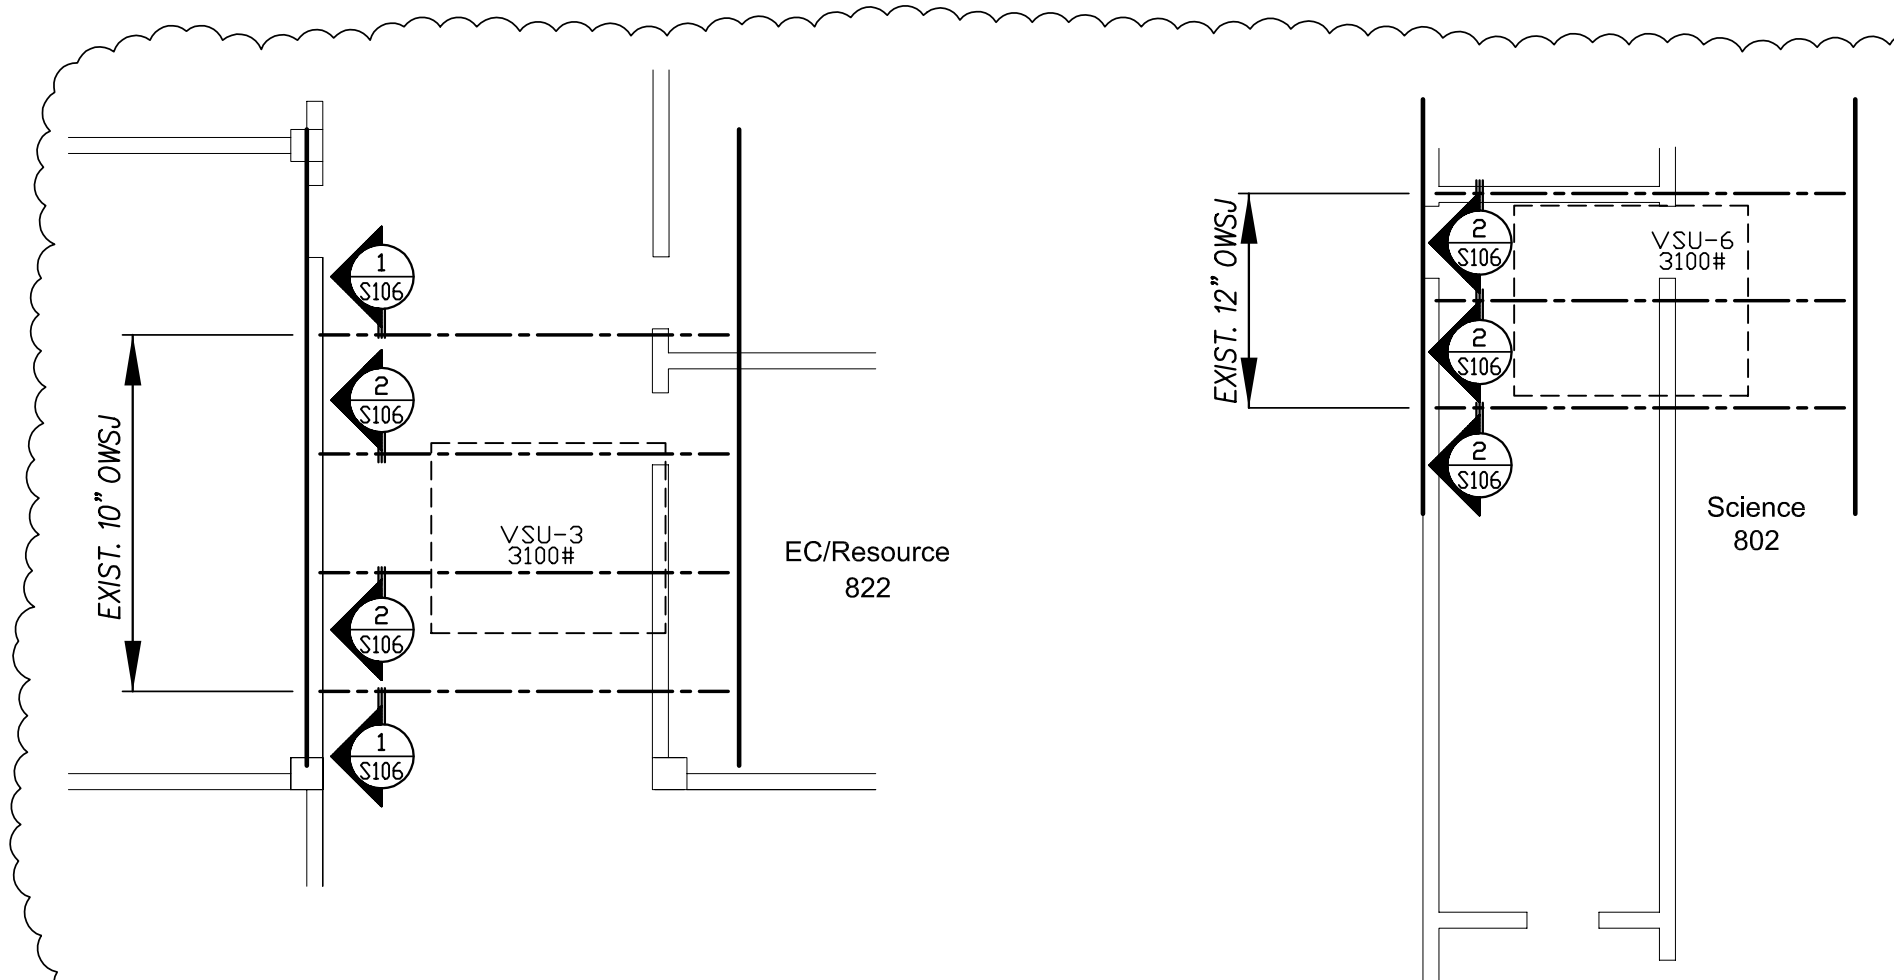 EXIST. 10" OWSJ
1
S106
2
S106
VSU-3
3100#
2
S106
1
S106
EC/Resource
822
EXIST. 12" OWSJ
2
S106
VSU-6
3100#
2
S106
2
S106
Science
802